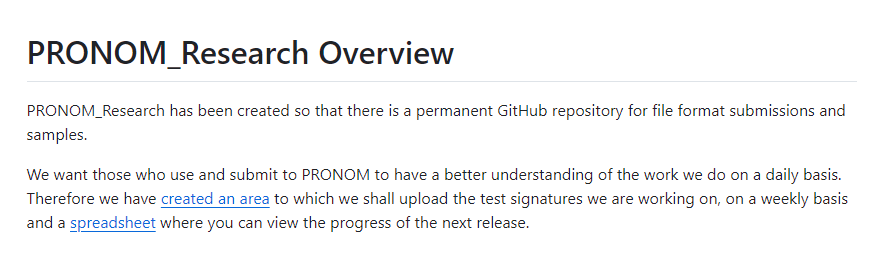 PRONOM_Research Overview
PRONOM_Research has been created so that there is a permanent GitHub repository for file format submissions and
samples.
We want those who use and submit to PRONOM to have a better understanding of the work we do on a daily basis.
Therefore we have created an area to which we shall upload the test signatures we are working on, on a weekly basis
and a spreadsheet where you can view the progress of the next release.